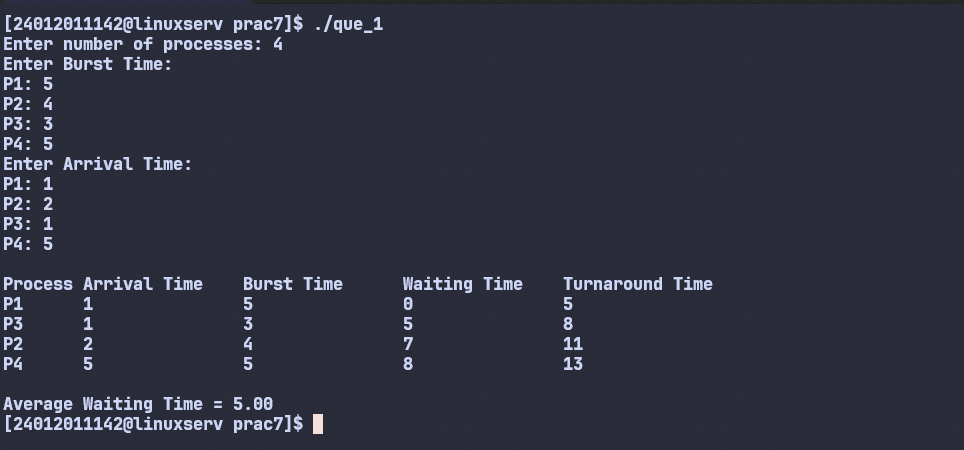 [24012011142@linuxserv prac7]$ ./que_1
Enter number of processes: 4
Enter Burst Time:
P1: 5
P2: 4
P3: 3
P4: 5
Enter Arrival Time:
P1: 1
P2: 2
P3: 1
P4: 5
Process Arrival Time    Burst Time      Waiting Time    Turnaround Time
P1      1               5               0               5
P3      1               3               5               8
P2      2               4               7               11
P4      5               5               8               13
Average Waiting Time = 5.00
[24012011142@linuxserv prac7]$